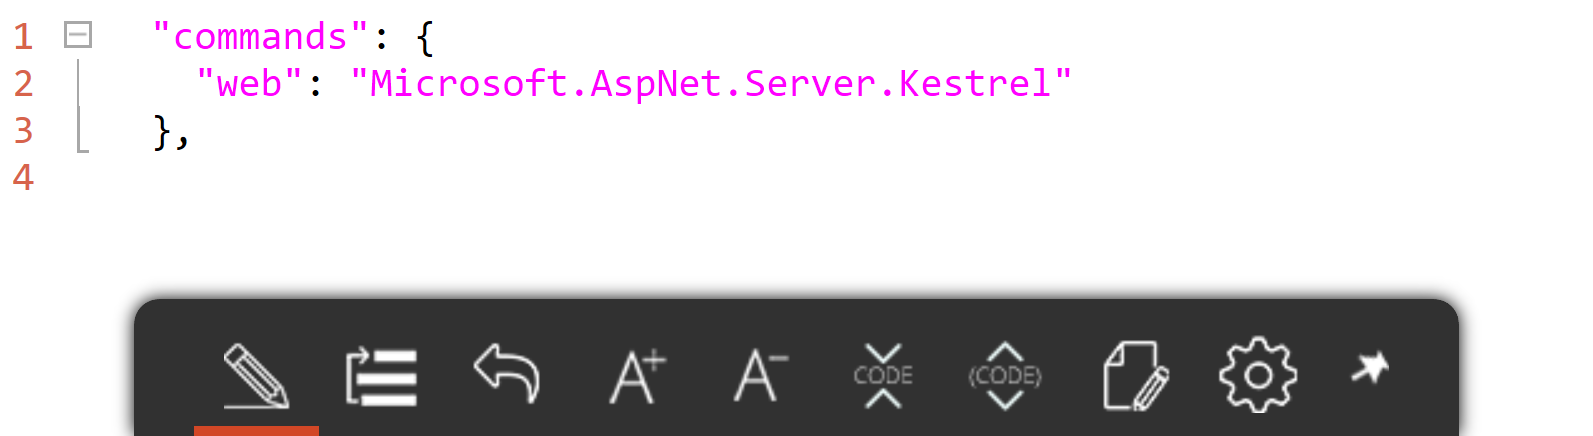 1 "commands": {
2 "web": "Microsoft.AspNet.Server.Kestrel"
3 },
4
A+ A- CODE (CODE)